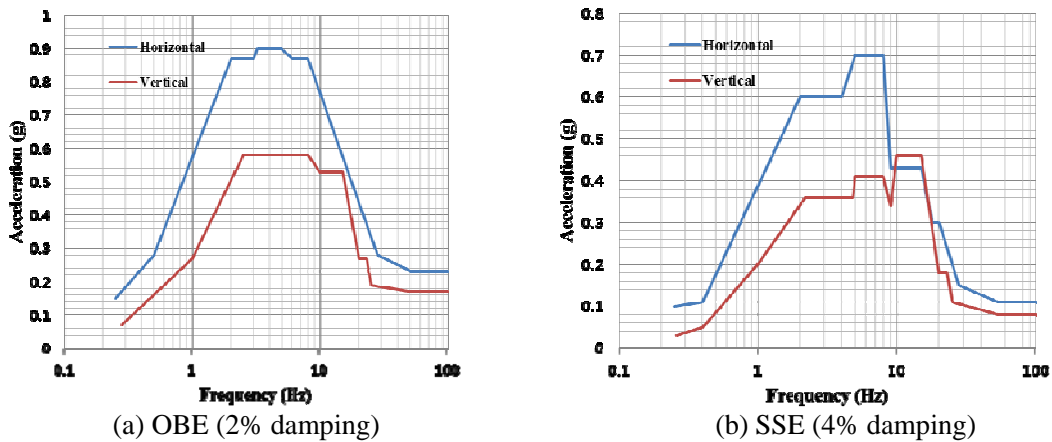 1
0.9
0.8
0.7
0.6
0.5
0.4
0.3
0.2
0.1
0
Acceleration (g)
Horizontal
Vertical
0.1
1
10
100
Frequency (Hz)
(a) OBE (2% damping)
0.8
0.7
0.6
0.5
0.4
0.3
0.2
0.1
0
Acceleration (g)
Horizontal
Vertical
0.1
1
10
100
Frequency (Hz)
(b) SSE (4% damping)